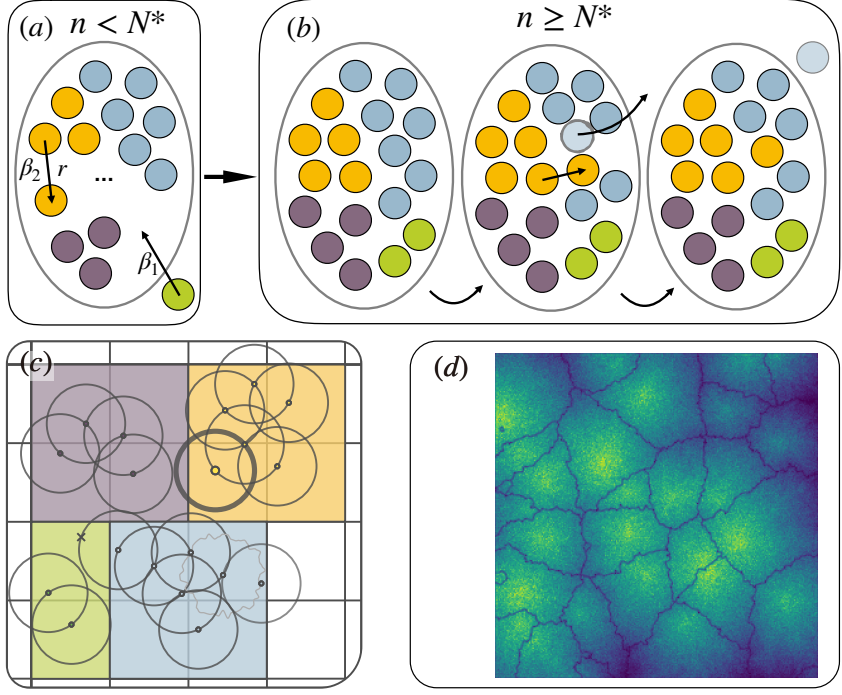 (a) n < N*
β₂ r
...
β₁
(b) n ≥ N*
(c)
(d)